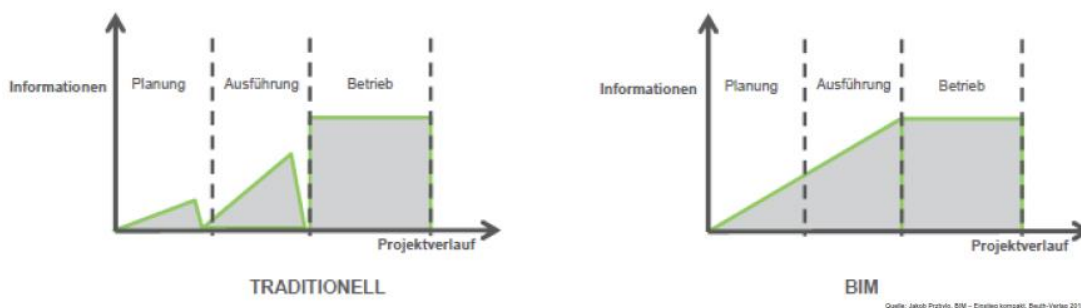 Informationen
Planung
Ausführung
Betrieb
Projektverlauf
TRADITIONELL
Informationen
Planung
Ausführung
Betrieb
Projektverlauf
BIM
Quelle: Jakob Przybylo, BIM – Einstieg kompakt, Beuth-Verlag